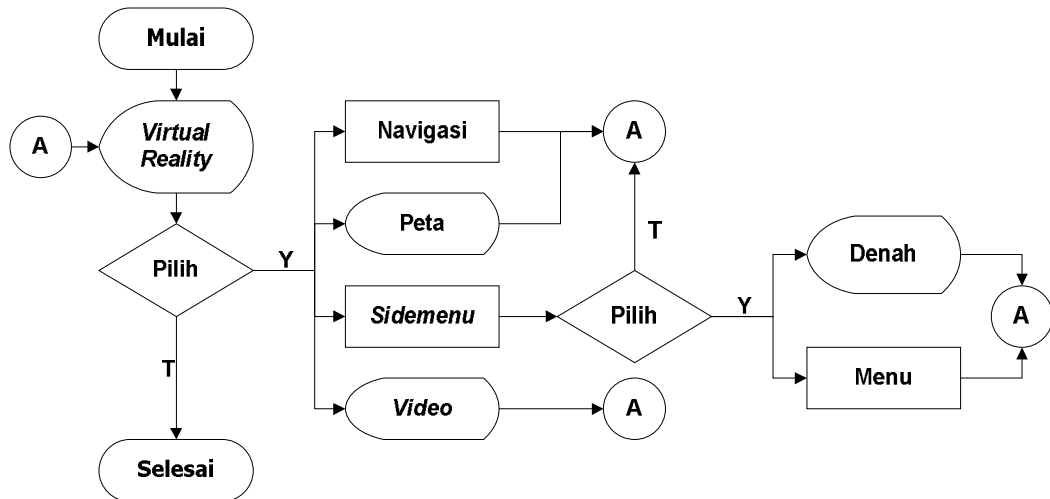 Mulai
A
Virtual
Reality
Pilih
Y
T
Selesai
Navigasi
Peta
Sidemenu
Video
A
T
Pilih
A
Y
Denah
Menu
A